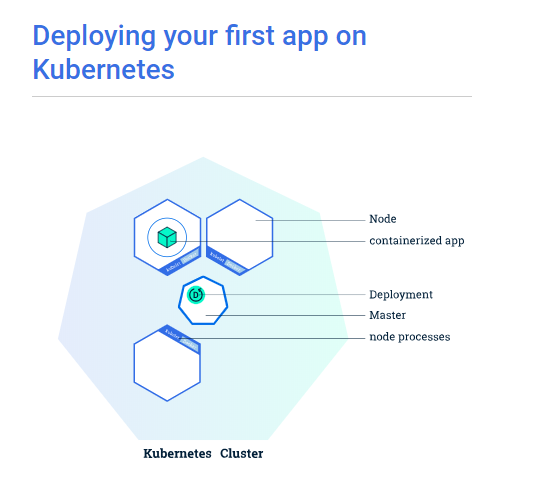 Deploying your first app on
Kubernetes
Node
containerized app
D
Deployment
Master
node processes
Kubernetes Cluster